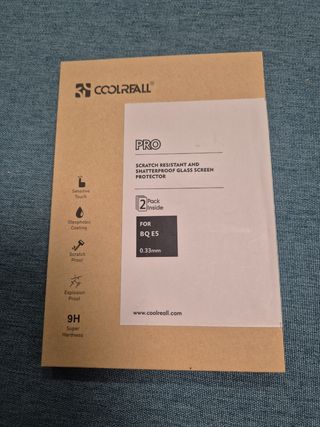 COOLREALL®
PRO
SCRATCH RESISTANT AND
SHATTERPROOF GLASS SCREEN
PROTECTOR
2 Pack
Inside
FOR
BQ E5
0.33mm
Sensitive
Touch
Oleophobic
Coating
Scratch
Proof
Explosion
Proof
9H
Super
Hardness
www.coolreall.com